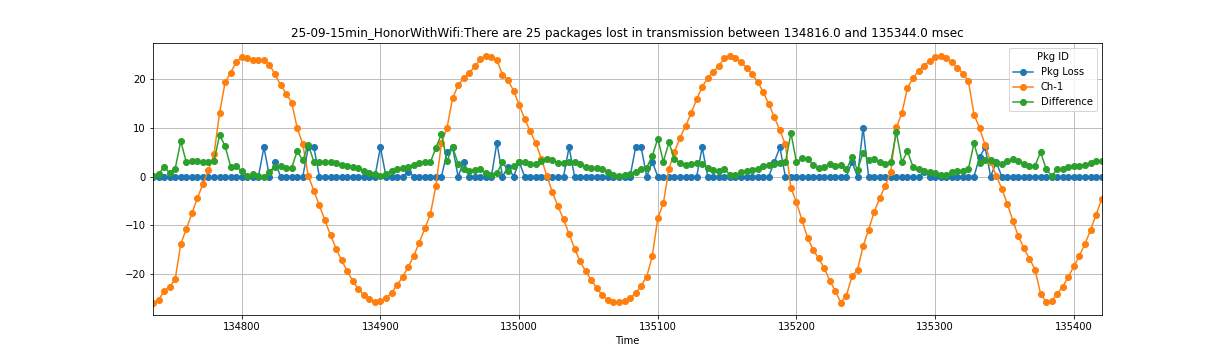 25-09-15min_HonorWithWifi:There are 25 packages lost in transmission between 134816.0 and 135344.0 msec
Pkg ID
Pkg Loss
Ch-1
Difference
20
10
0
−10
−20
134800 134900 135000 135100 135200 135300 135400
Time